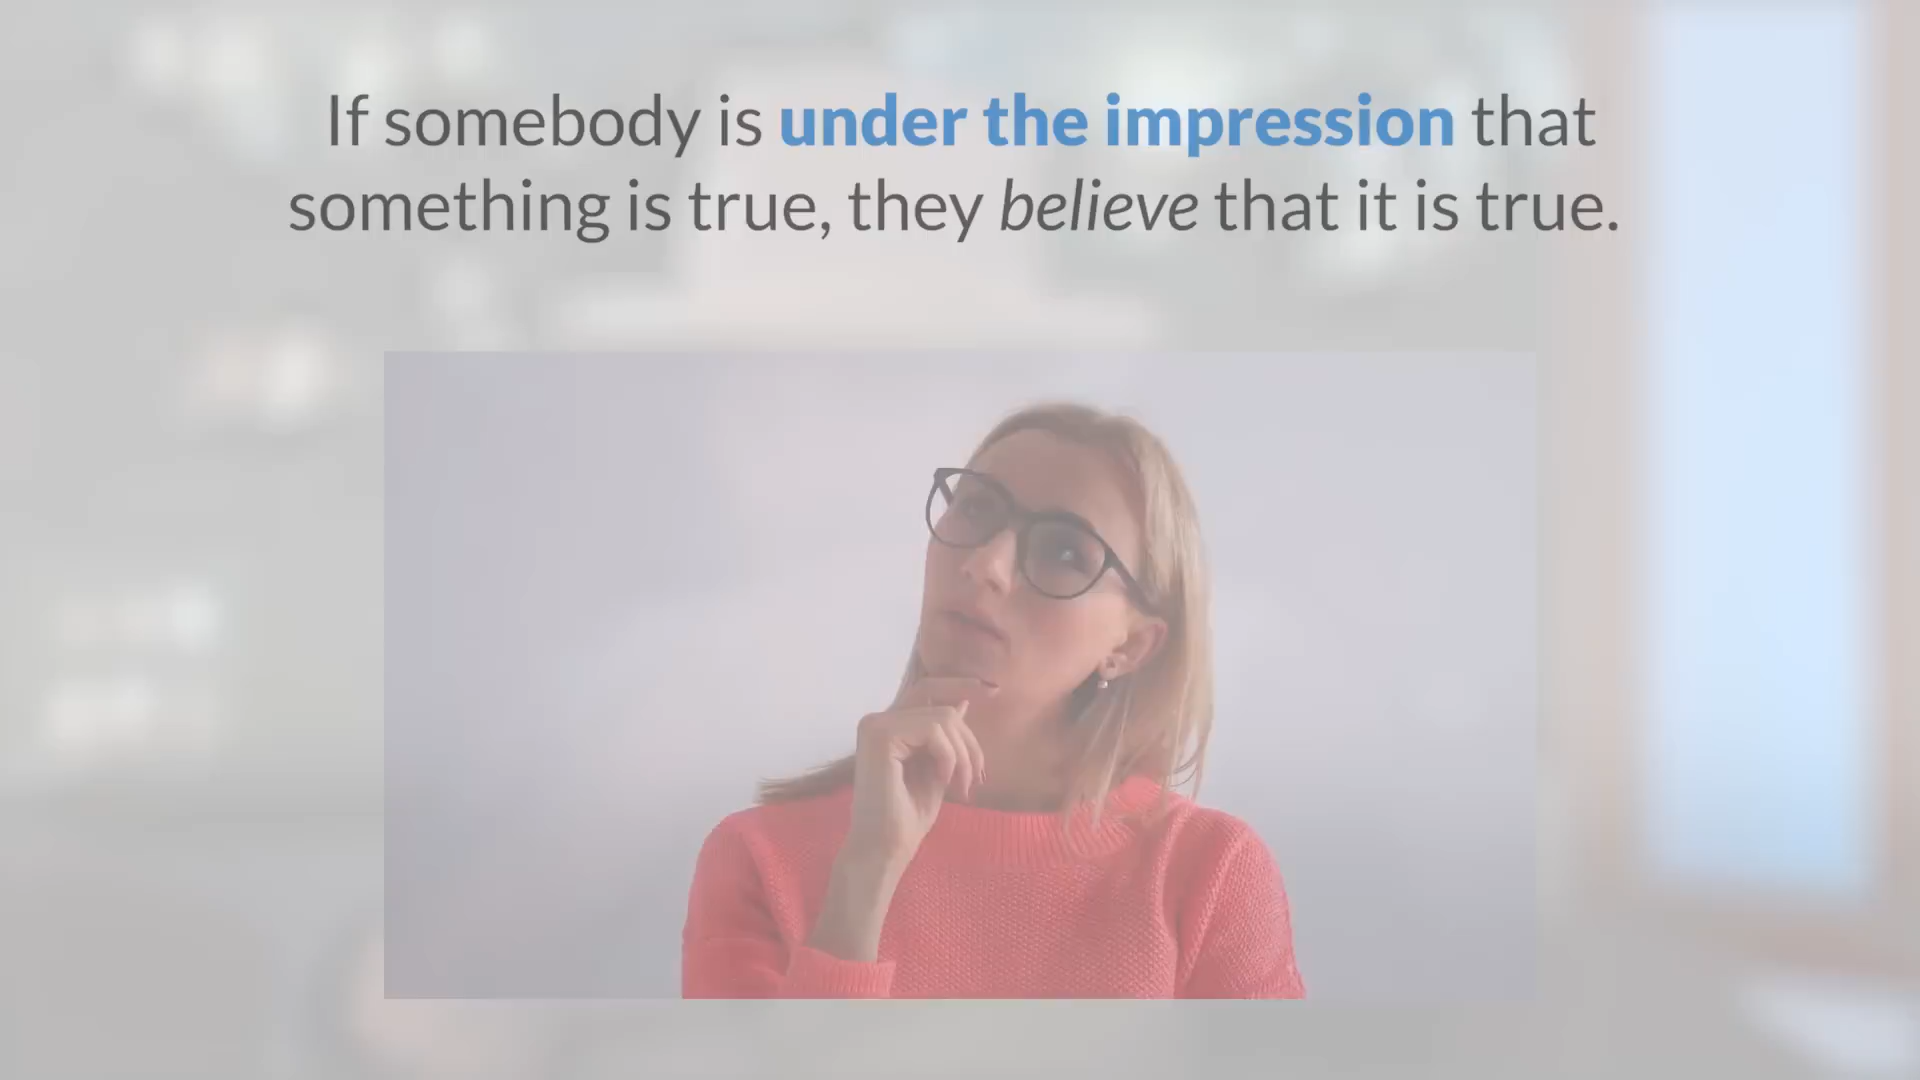 If somebody is under the impression that
something is true, they believe that it is true.